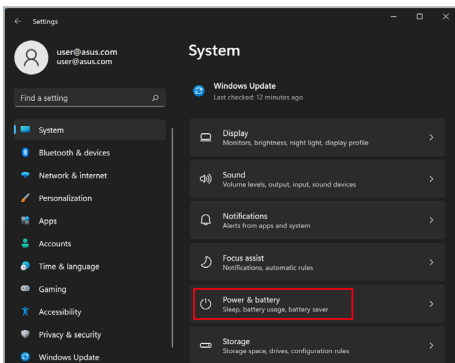 Settings
user@asus.com
user@asus.com
Find a setting
System
Bluetooth & devices
Network & internet
Personalization
Apps
Accounts
Time & language
Gaming
Accessibility
Privacy & security
Windows Update
System
Windows Update
Last checked: 12 minutes ago
Display
Monitors, brightness, night light, display profile
Sound
Volume levels, output, input, sound devices
Notifications
Alerts from apps and system
Focus assist
Notifications, automatic rules
Power & battery
Sleep, battery usage, battery saver
Storage
Storage space, drives, configuration rules